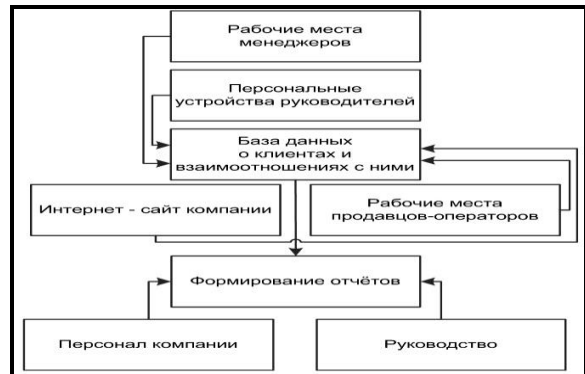 Рабочие места
менеджеров
Персональные
устройства руководителей
База данных
о клиентах и
взаимоотношениях с ними
Интернет - сайт компании
Рабочие места
продавцов-операторов
Формирование отчётов
Персонал компании
Руководство